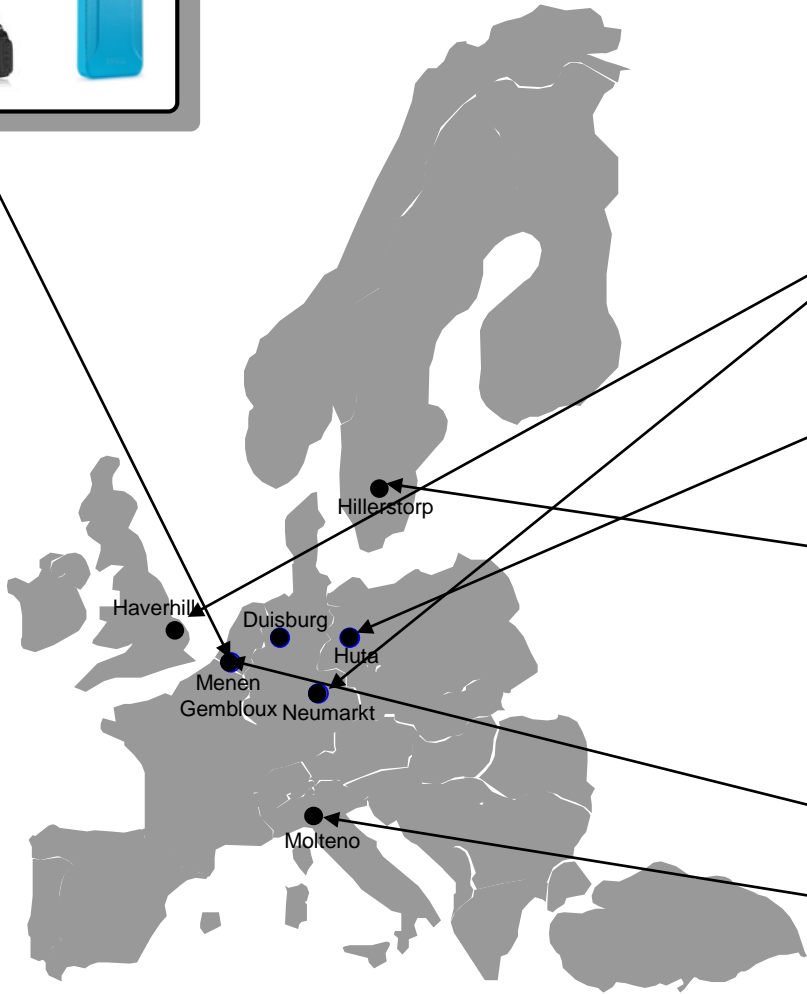 Hillerstorp
Haverhill
Duisburg
Huta
Menen
Gembloux
Neumarkt
Molteno